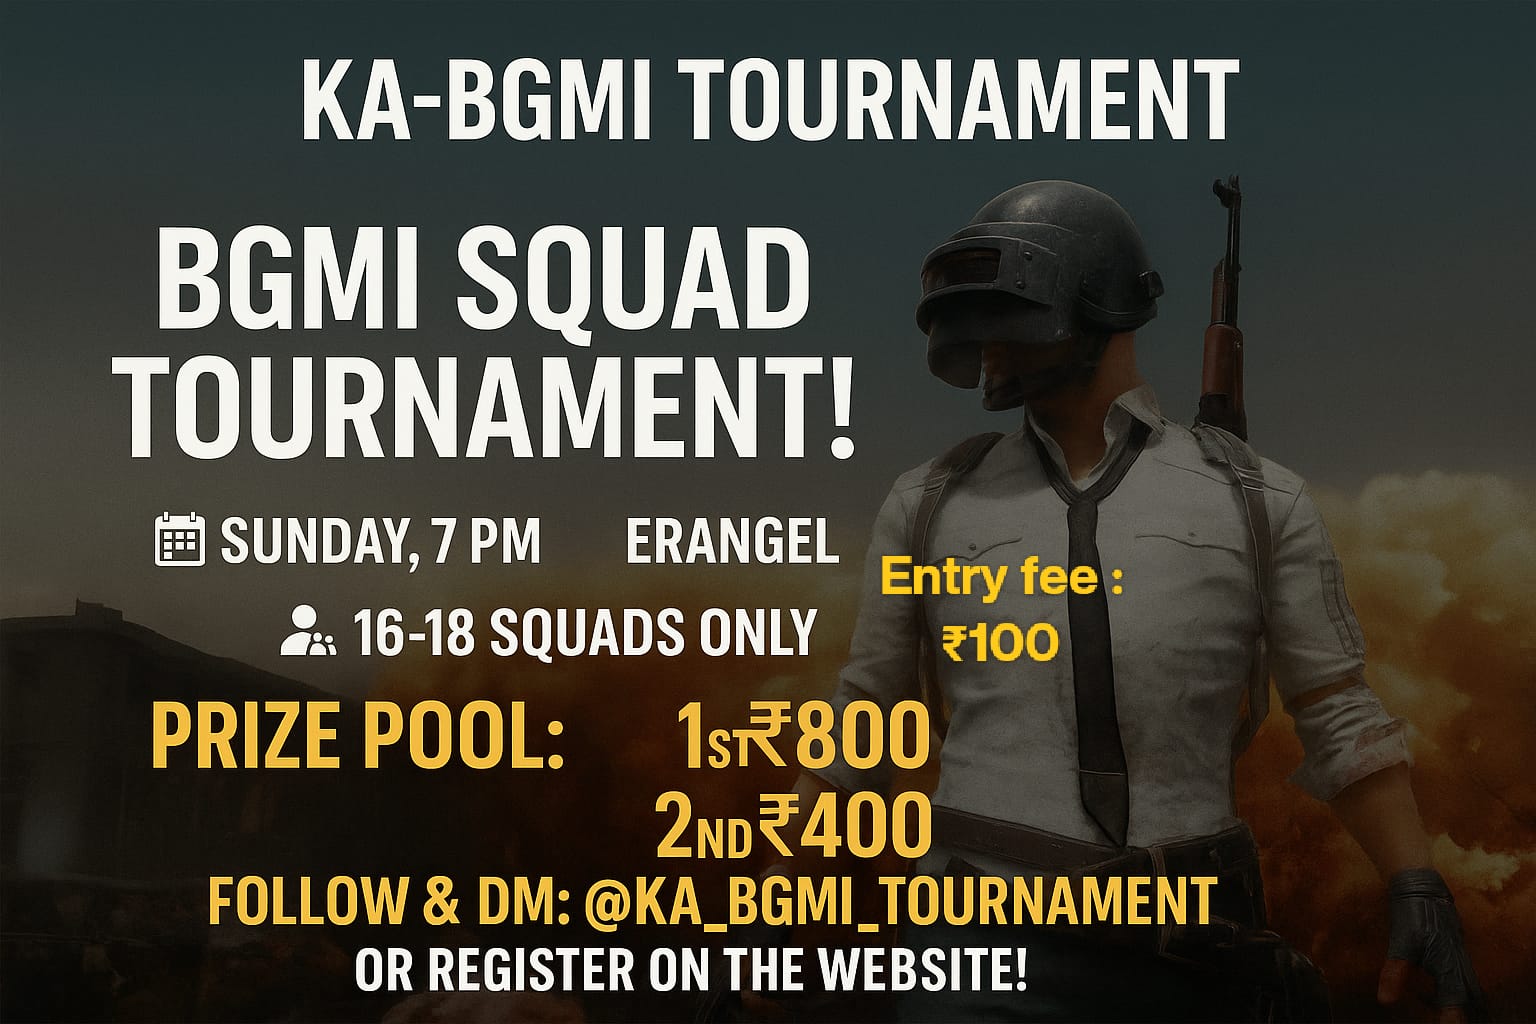 KA-BGMI TOURNAMENT
BGMI SQUAD
TOURNAMENT!
SUNDAY, 7 PM ERANGEL
16-18 SQUADS ONLY
Entry fee :
₹100
PRIZE POOL: 1ST₹800
2ND₹400
FOLLOW & DM: @KA_BGMI_TOURNAMENT
OR REGISTER ON THE WEBSITE!